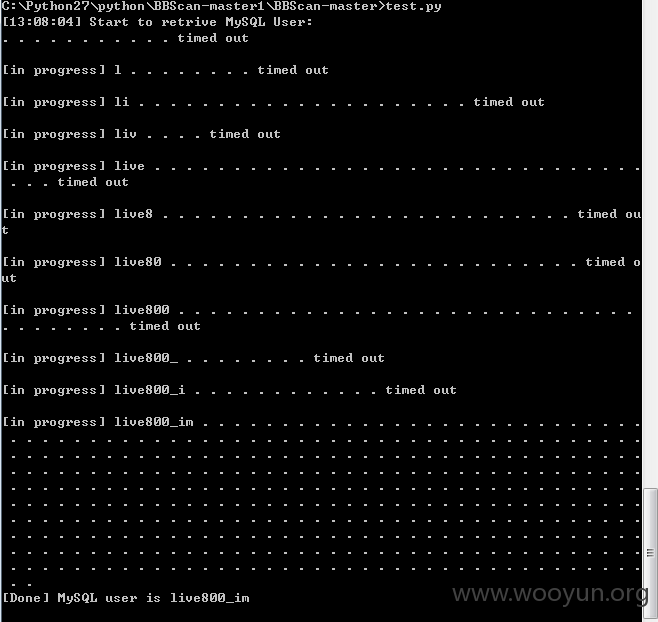 C:\Python27\python\BBScan-master1\BBScan-master>test.py
[13:08:04] Start to retrive MySQL User:
. . . . . . . . . . . timed out
[in progress] l . . . . . . . . timed out
[in progress] li . . . . . . . . . . . . . . . . . . . . . timed out
[in progress] liv . . . . timed out
[in progress] live . . . . . . . . . . . . . . . . . . . . . . . . . . . . . . .
. . . timed out
[in progress] live8 . . . . . . . . . . . . . . . . . . . . . . . . . . timed ou
t
[in progress] live80 . . . . . . . . . . . . . . . . . . . . . . . . . . timed o
ut
[in progress] live800 . . . . . . . . . . . . . . . . . . . . . . . . . . . . . .
. . . . . . . . timed out
[in progress] live800_ . . . . . . . . timed out
[in progress] live800_i . . . . . . . . . . . . timed out
[in progress] live800_im . . . . . . . . . . . . . . . . . . . . . . . . . . . .
. . . . . . . . . . . . . . . . . . . . . . . . . . . . . . . . . . . . . . . .
. . . . . . . . . . . . . . . . . . . . . . . . . . . . . . . . . . . . . . . .
. . . . . . . . . . . . . . . . . . . . . . . . . . . . . . . . . . . . . . . .
. . . . . . . . . . . . . . . . . . . . . . . . . . . . . . . . . . . . . . . .
. . . . . . . . . . . . . . . . . . . . . . . . . . . . . . . . . . . . . . . .
. . . . . . . . . . . . . . . . . . . . . . . . . . . . . . . . . . . . . . . .
. . . . . . . . . . . . . . . . . . . . . . . . . . . . . . . . . . . . . . . .
. . . . . . . . . . . . . . . . . . . . . . . . . . . . . . . . . . . . . . . .
. . . . . . . . . . . . . . . . . . . . . . . . . . . . . . . . . . . . . . . .
. .
[Done] MySQL user is live800_im
www.wooyun.org